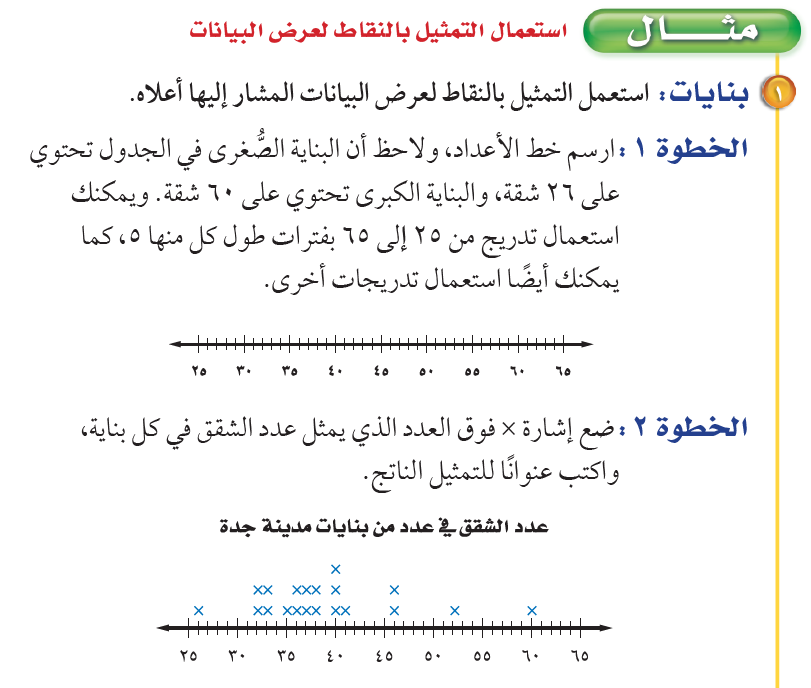 مثال استعمال التمثيل بالنقاط لعرض البيانات
١ بنايات: استعمل التمثيل بالنقاط لعرض البيانات المشار إليها أعلاه.
الخطوة ١: ارسم خط الأعداد، ولاحظ أن البناية الصُّغرى في الجدول تحتوي
على ٢٦ شقة، والبناية الكبرى تحتوي على ٦٠ شقة. ويمكنك
استعمال تدريج من ٢٥ إلى ٦٥ بفترات طول كل منها ٥، كما
يمكنك أيضًا استعمال تدريجات أخرى.
٢٥ ٣٠ ٣٥ ٤٠ ٤٥ ٥٠ ٥٥ ٦٠ ٦٥
الخطوة ٢: ضع إشارة × فوق العدد الذي يمثل عدد الشقق في كل بناية،
واكتب عنوانًا للتمثيل الناتج.
عدد الشقق في عدد من بنايات مدينة جدة
٢٥ ٣٠ ٣٥ ٤٠ ٤٥ ٥٠ ٥٥ ٦٠ ٦٥